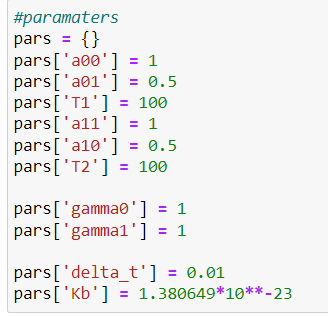 #paramaters
pars = {}
pars['a00'] = 1
pars['a01'] = 0.5
pars['T1'] = 100
pars['a11'] = 1
pars['a10'] = 0.5
pars['T2'] = 100
pars['gamma0'] = 1
pars['gamma1'] = 1
pars['delta_t'] = 0.01
pars['Kb'] = 1.380649*10**-23